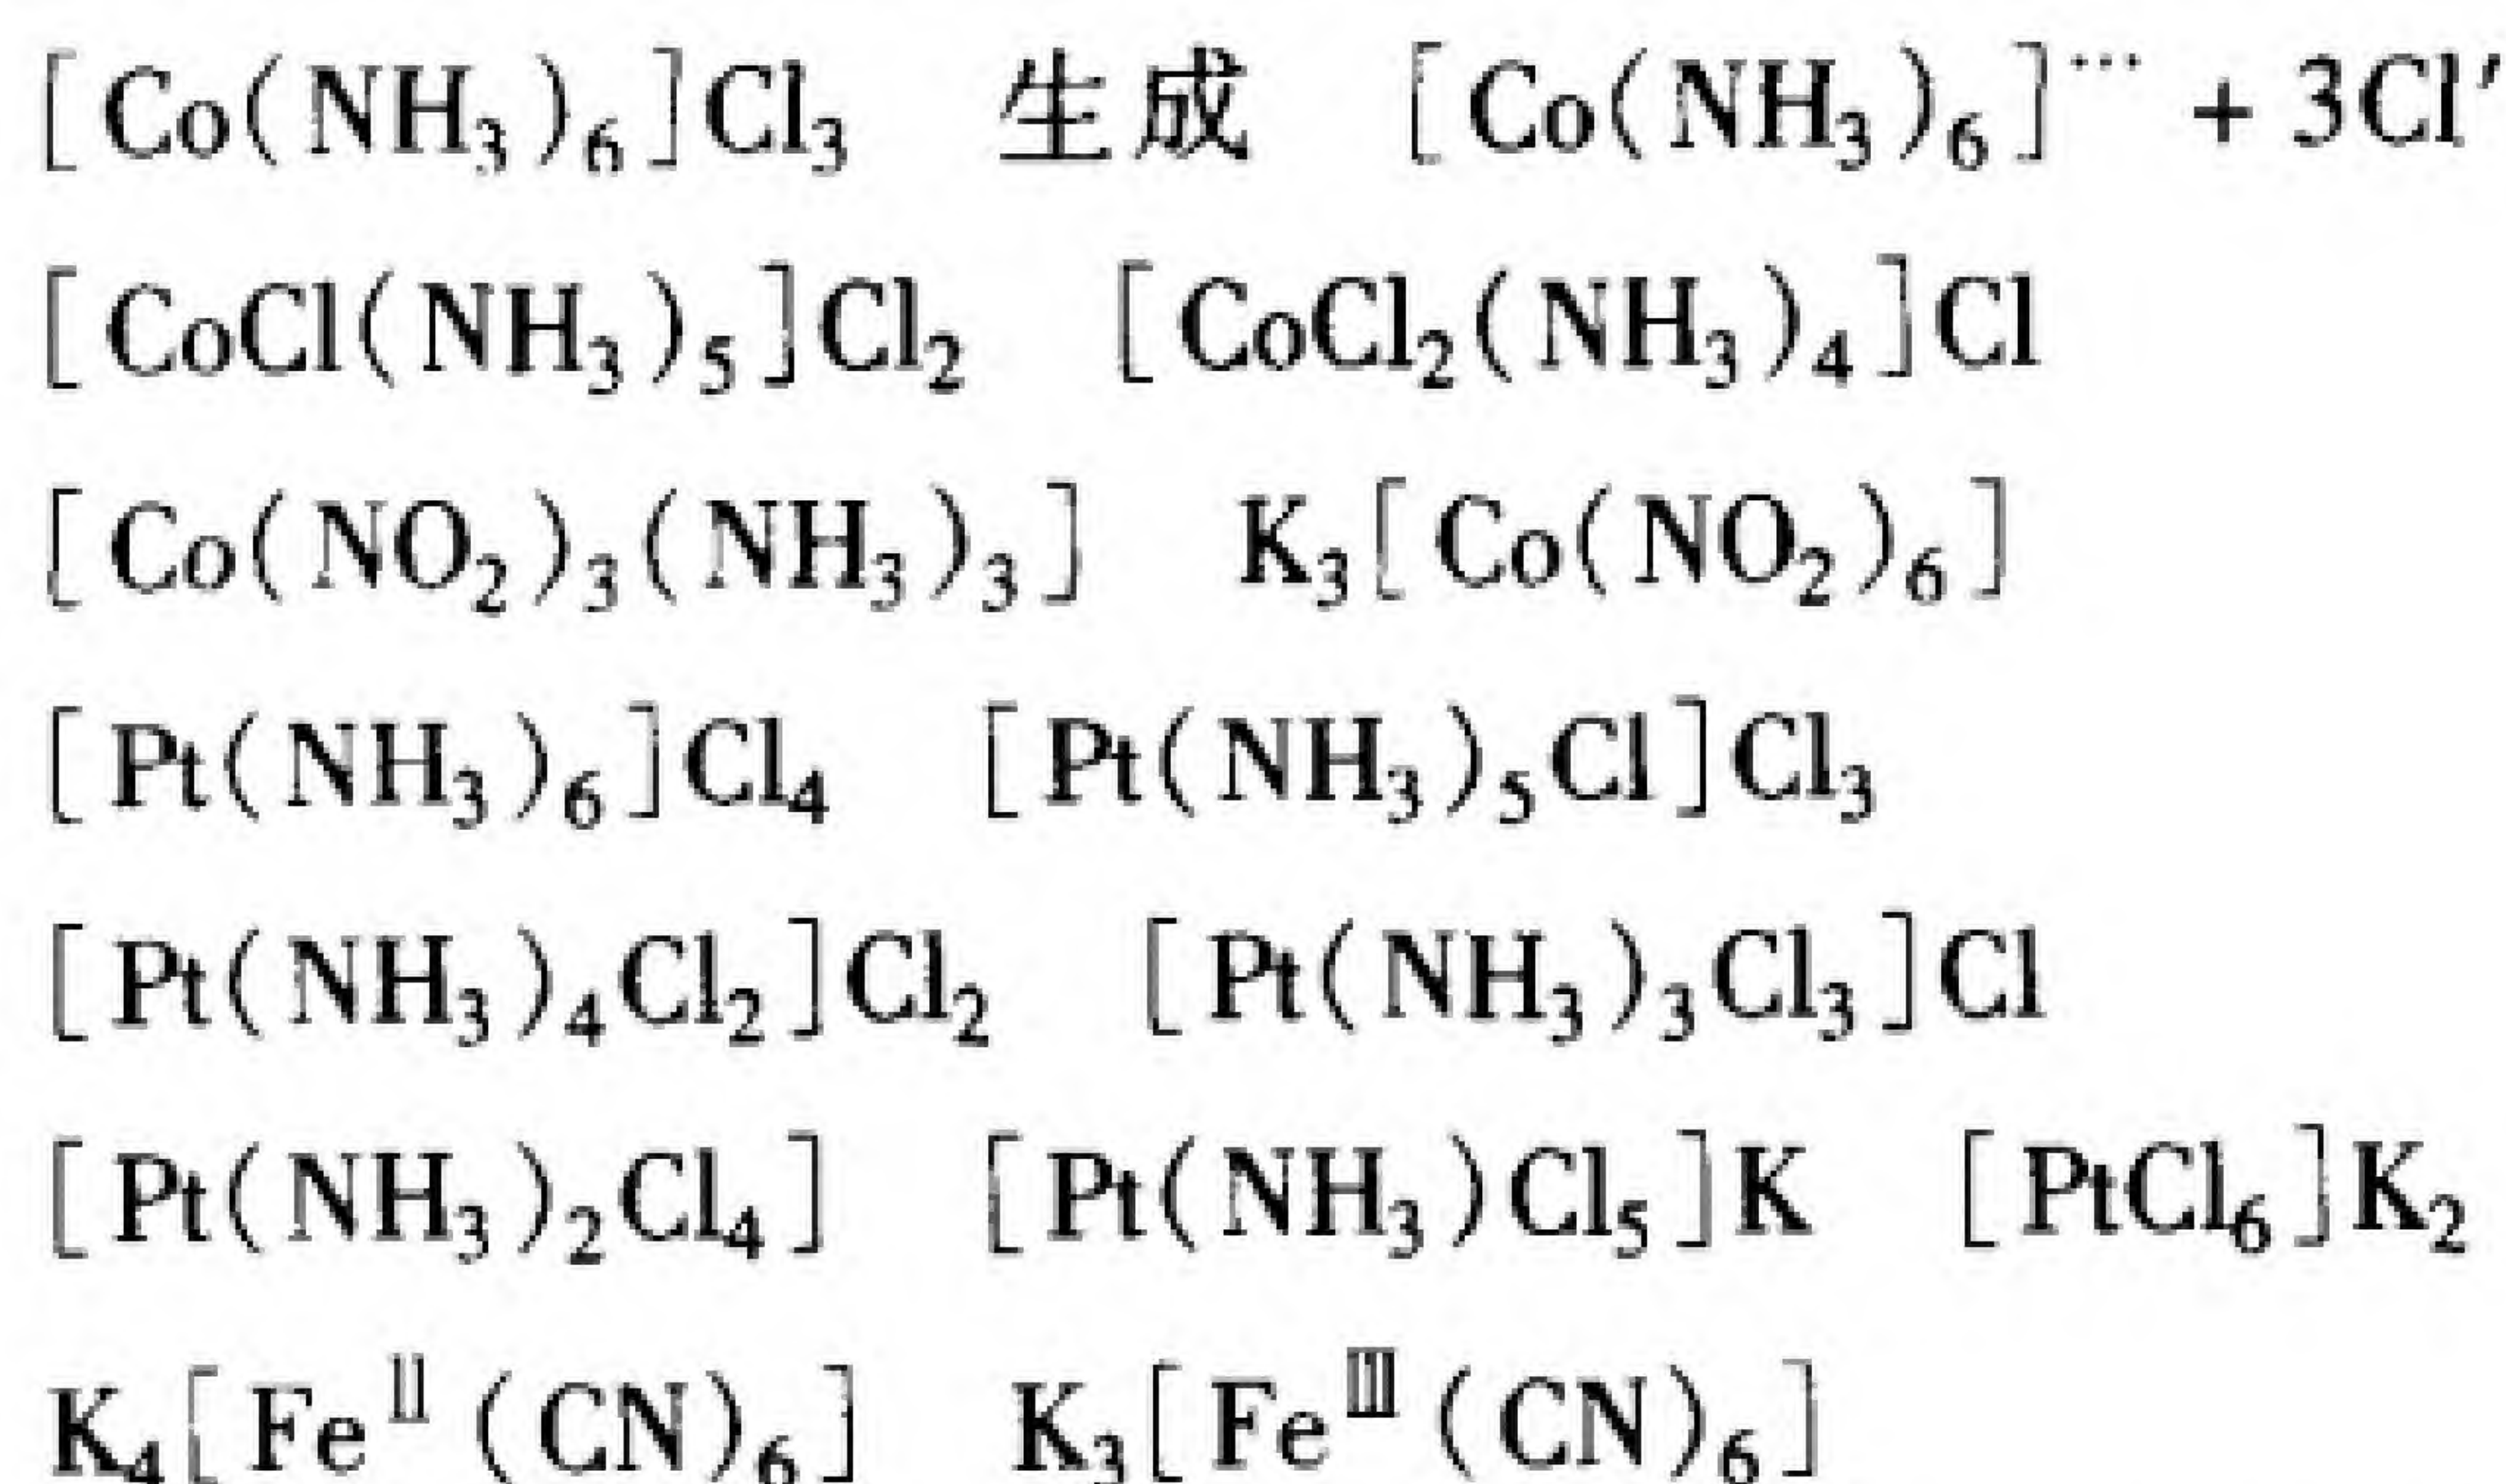 [Co(NH₃)₆]Cl₃ 生成 [Co(NH₃)₆]··· + 3Cl′
[CoCl(NH₃)₅]Cl₂ [CoCl₂(NH₃)₄]Cl
[Co(NO₂)₃(NH₃)₃] K₃[Co(NO₂)₆]
[Pt(NH₃)₆]Cl₄ [Pt(NH₃)₅Cl]Cl₃
[Pt(NH₃)₄Cl₂]Cl₂ [Pt(NH₃)₃Cl₃]Cl
[Pt(NH₃)₂Cl₄] [Pt(NH₃)Cl₅]K [PtCl₆]K₂
K₄[Feᴵᴵ(CN)₆] K₃[Feᴵᴵᴵ(CN)₆]